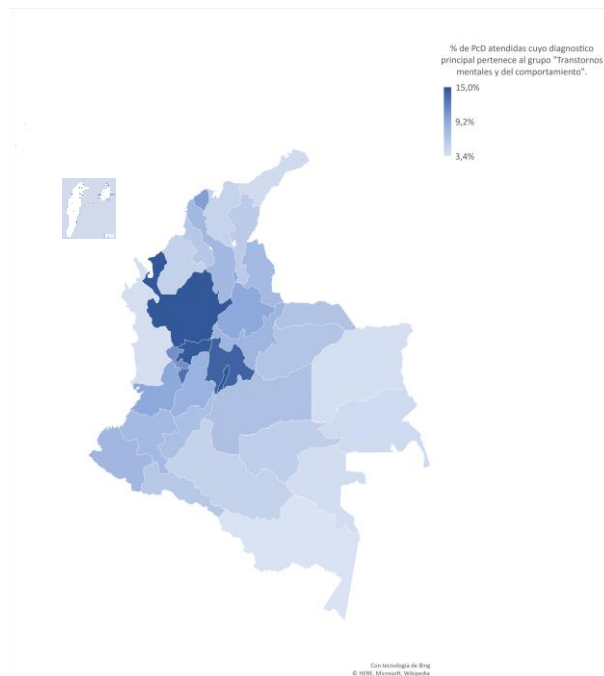 % de PcD atendidas cuyo diagnostico
principal pertenece al grupo "Transtornos
mentales y del comportamiento".
15,0%
9,2%
3,4%
Con tecnología de Bing
© HERE, Microsoft, Wikipedia